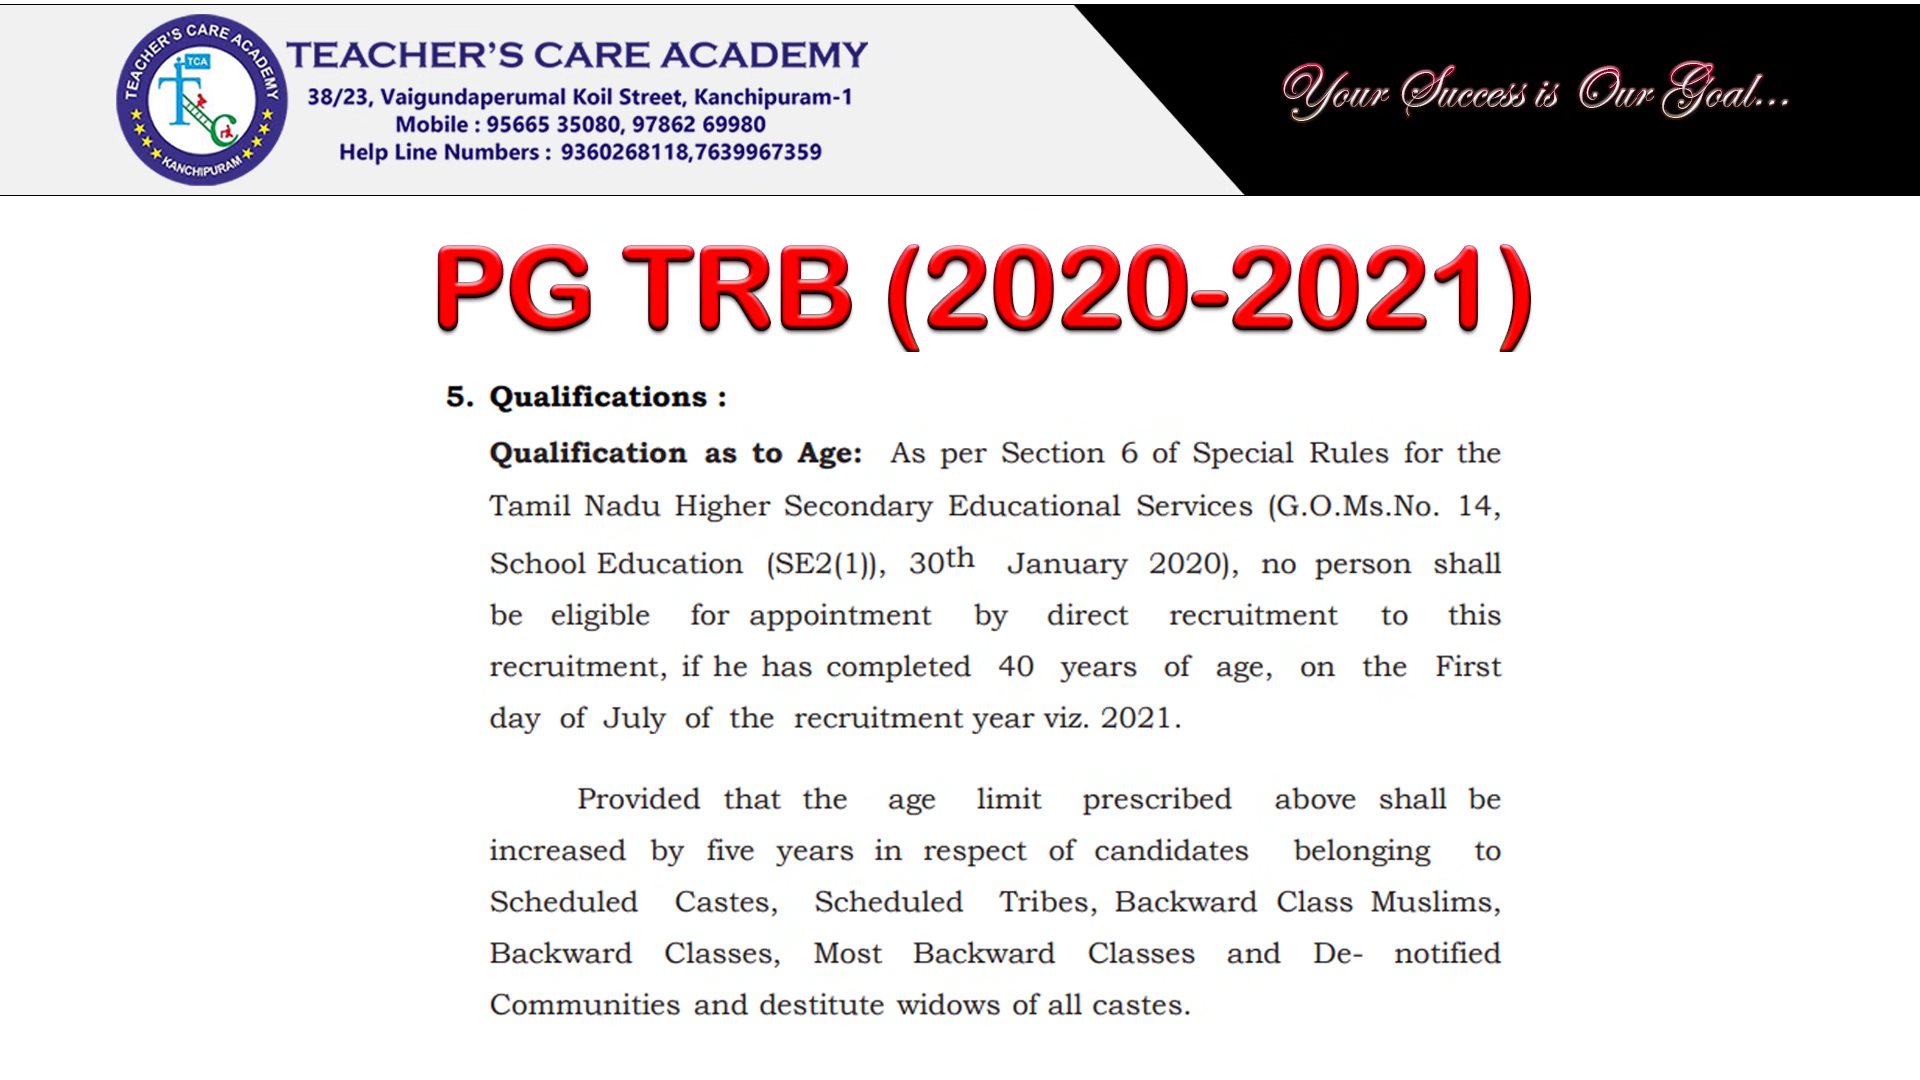 TEACHER'S CARE ACADEMY
TCA
KANCHIPURAM
TEACHER'S CARE ACADEMY
38/23, Vaigundaperumal Koil Street, Kanchipuram-1
Mobile : 95665 35080, 97862 69980
Help Line Numbers : 9360268118,7639967359
Your Success is Our Goal...
PG TRB (2020-2021)
5. Qualifications :
Qualification as to Age: As per Section 6 of Special Rules for the
Tamil Nadu Higher Secondary Educational Services (G.O.Ms.No. 14,
School Education (SE2(1)), 30th January 2020), no person shall
be eligible for appointment by direct recruitment to this
recruitment, if he has completed 40 years of age, on the First
day of July of the recruitment year viz. 2021.
Provided that the age limit prescribed above shall be
increased by five years in respect of candidates belonging to
Scheduled Castes, Scheduled Tribes, Backward Class Muslims,
Backward Classes, Most Backward Classes and De- notified
Communities and destitute widows of all castes.